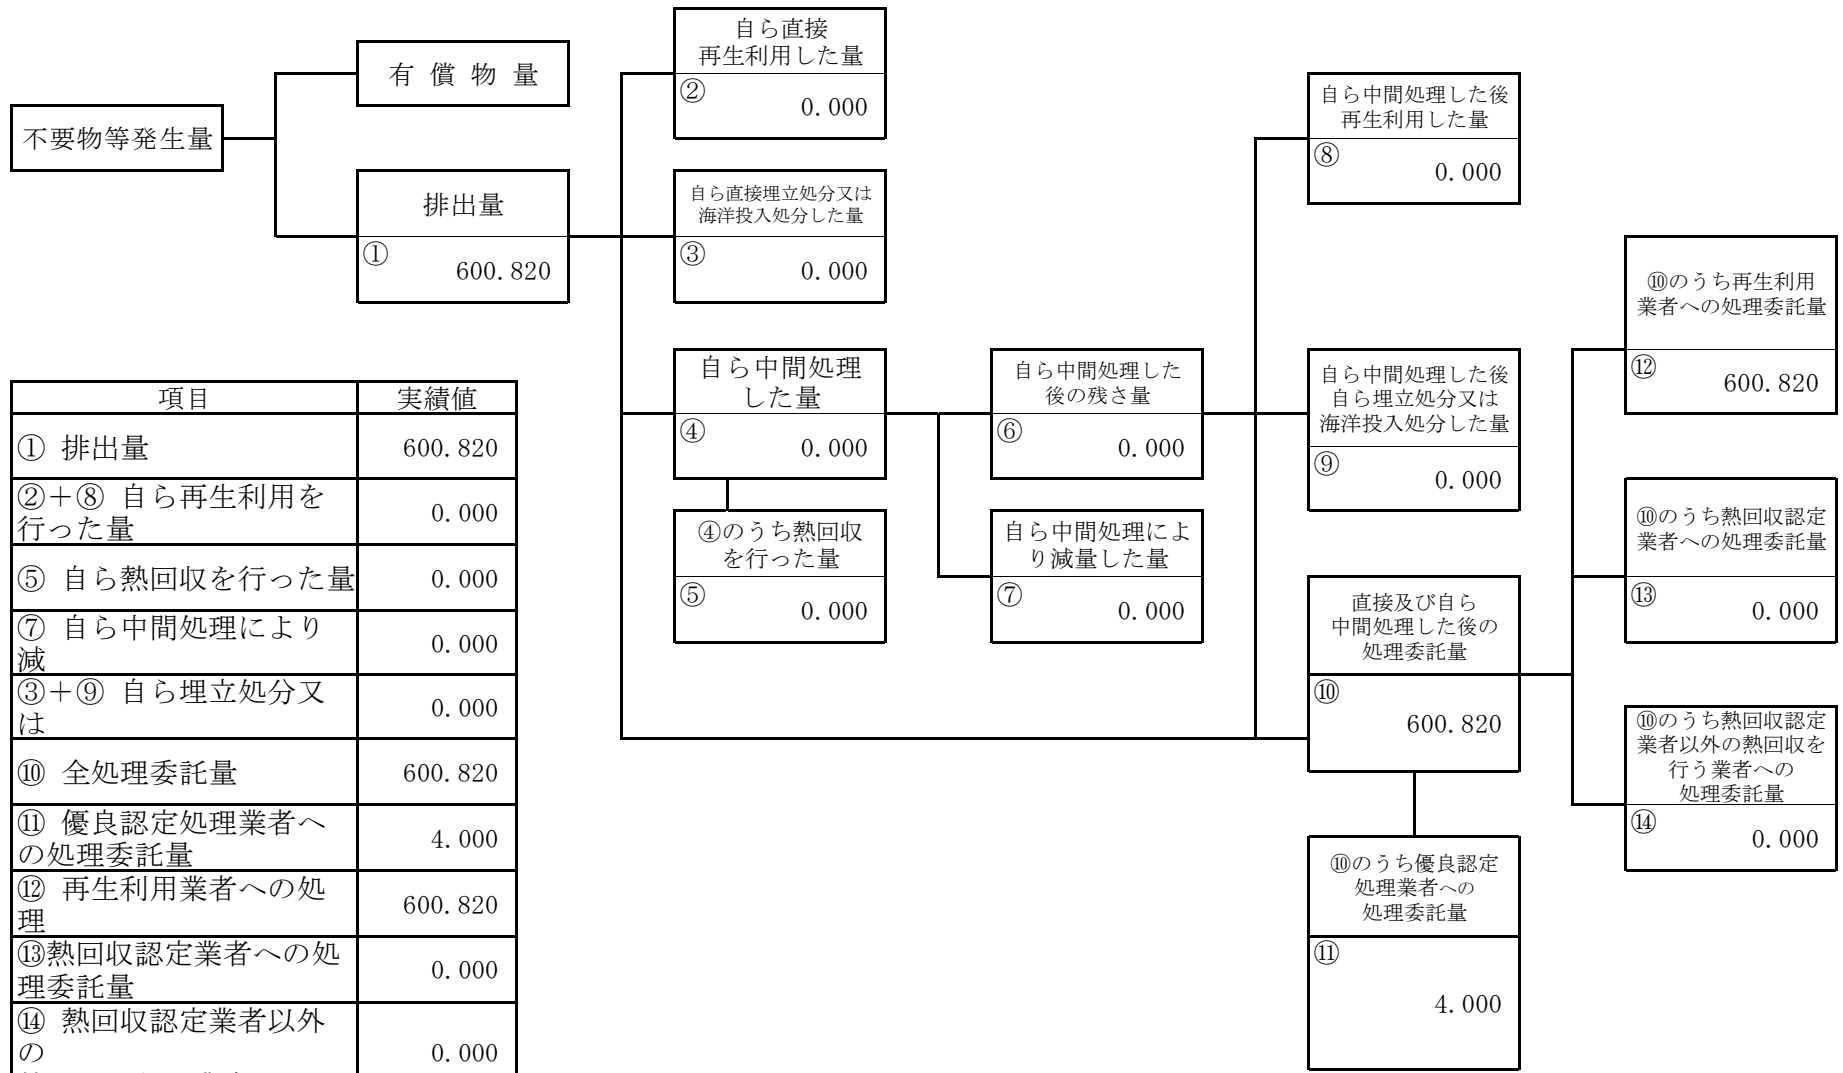 不要物等発生量
有 償 物 量
排出量
①
600.820
自ら直接
再生利用した量
②
0.000
自ら直接埋立処分又は
海洋投入処分した量
③
0.000
自ら中間処理
した量
④
0.000
④のうち熱回収
を行った量
⑤
0.000
自ら中間処理した
後の残さ量
⑥
0.000
自ら中間処理によ
り減量した量
⑦
0.000
自ら中間処理した後
再生利用した量
⑧
0.000
自ら中間処理した後
自ら埋立処分又は
海洋投入処分した量
⑨
0.000
直接及び自ら
中間処理した後の
処理委託量
⑩
600.820
⑩のうち優良認定
処理業者への
処理委託量
⑪
4.000
⑩のうち再生利用
業者への処理委託量
⑫
600.820
⑩のうち熱回収認定
業者への処理委託量
⑬
0.000
⑩のうち熱回収認定
業者以外の熱回収を
行う業者への
処理委託量
⑭
0.000
項目 実績値
① 排出量 600.820
②＋⑧ 自ら再生利用を
行った量
0.000
⑤ 自ら熱回収を行った量 0.000
⑦ 自ら中間処理により
減
0.000
③＋⑨ 自ら埋立処分又
は
0.000
⑩ 全処理委託量 600.820
⑪ 優良認定処理業者へ
の処理委託量
4.000
⑫ 再生利用業者への処
理
600.820
⑬熱回収認定業者への処
理委託量
0.000
⑭ 熱回収認定業者以外
の
0.000